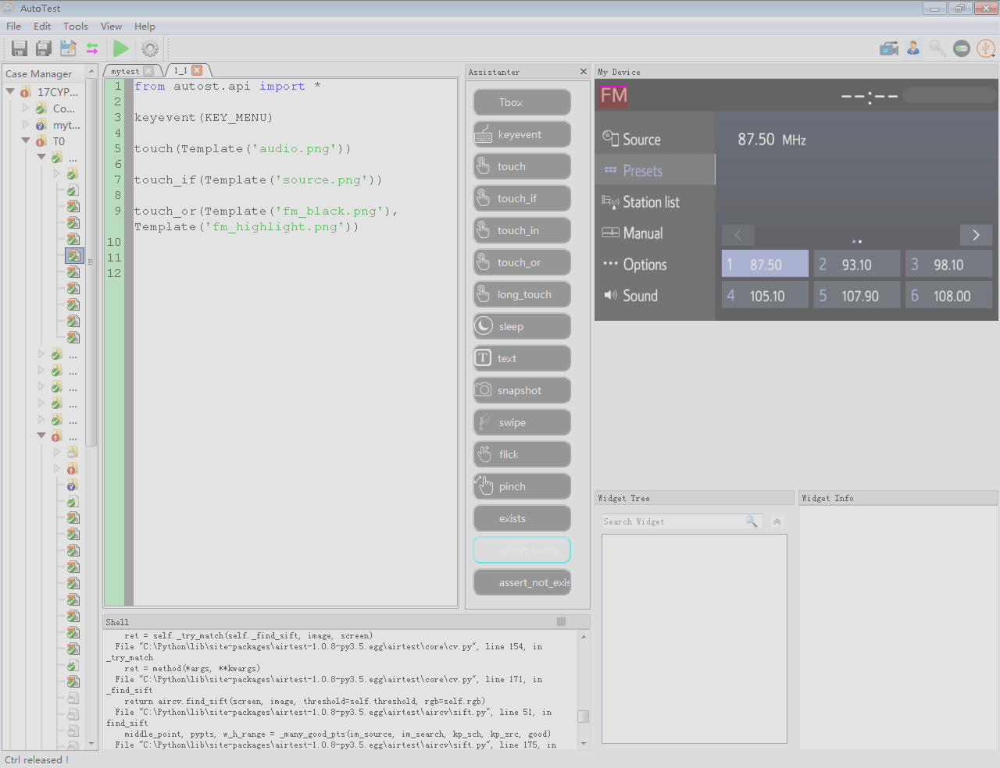 AutoTest
File Edit Tools View Help
Case Manager
17CYP...
Co...
myt...
T0
...
...
...
...
...
...
...
mytest
1_1
1 from autost.api import *
2
3 keyevent(KEY_MENU)
4
5 touch(Template('audio.png'))
6
7 touch_if(Template('source.png'))
8
9 touch_or(Template('fm_black.png'),
Template('fm_highlight.png'))
10
11
12
Assistanter
Tbox
keyevent
touch
touch_if
touch_in
touch_or
long_touch
sleep
text
snapshot
swipe
flick
pinch
exists
assert_exists
assert_not_exis
My Device
FM
--:--
Source
Presets
Station list
Manual
Options
Sound
87.50 MHz
1 87.50
2 93.10
3 98.10
4 105.10
5 107.90
6 108.00
Widget Tree
Search Widget
Widget Info
Shell
ret = self._try_match(self._find_sift, image, screen)
File "C:\Python\lib\site-packages\airtest-1.0.8-py3.5.egg\airtest\core\cv.py", line 154, in
_try_match
ret = method(*args, **kwargs)
File "C:\Python\lib\site-packages\airtest-1.0.8-py3.5.egg\airtest\core\cv.py", line 171, in
_find_sift
return aircv.find_sift(screen, image, threshold=self.threshold, rgb=self.rgb)
File "C:\Python\lib\site-packages\airtest-1.0.8-py3.5.egg\airtest\aircv\sift.py", line 51, in
find_sift
middle_point, pypts, w_h_range = _many_good_pts(im_source, im_search, kp_sch, kp_src, good)
File "C:\Python\lib\site-packages\airtest-1.0.8-py3.5.egg\airtest\aircv\sift.py", line 175, in
Ctrl released !